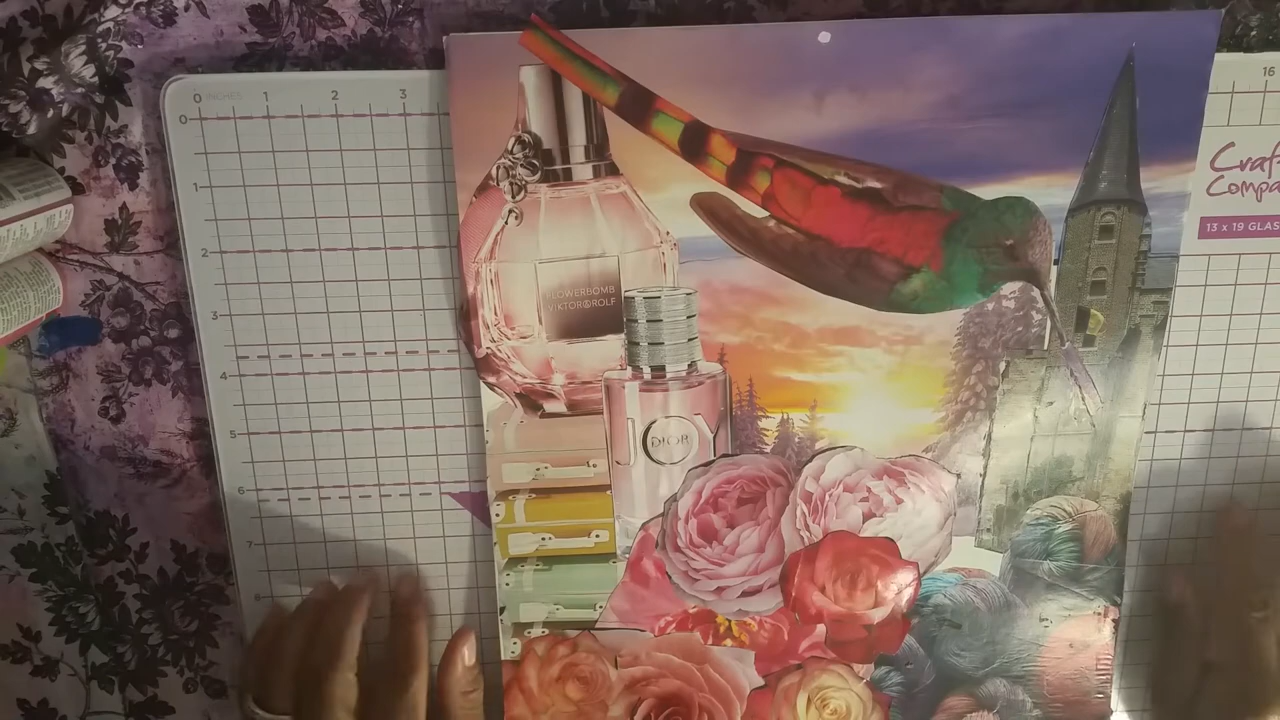 0 INCHES 1 2 3
0
1
2
3
4
5
6
7
8
16
Craf
Compa
13 x 19 GLAS
FLOWERBOMB
VIKTOR&ROLF
JOY
DIOR